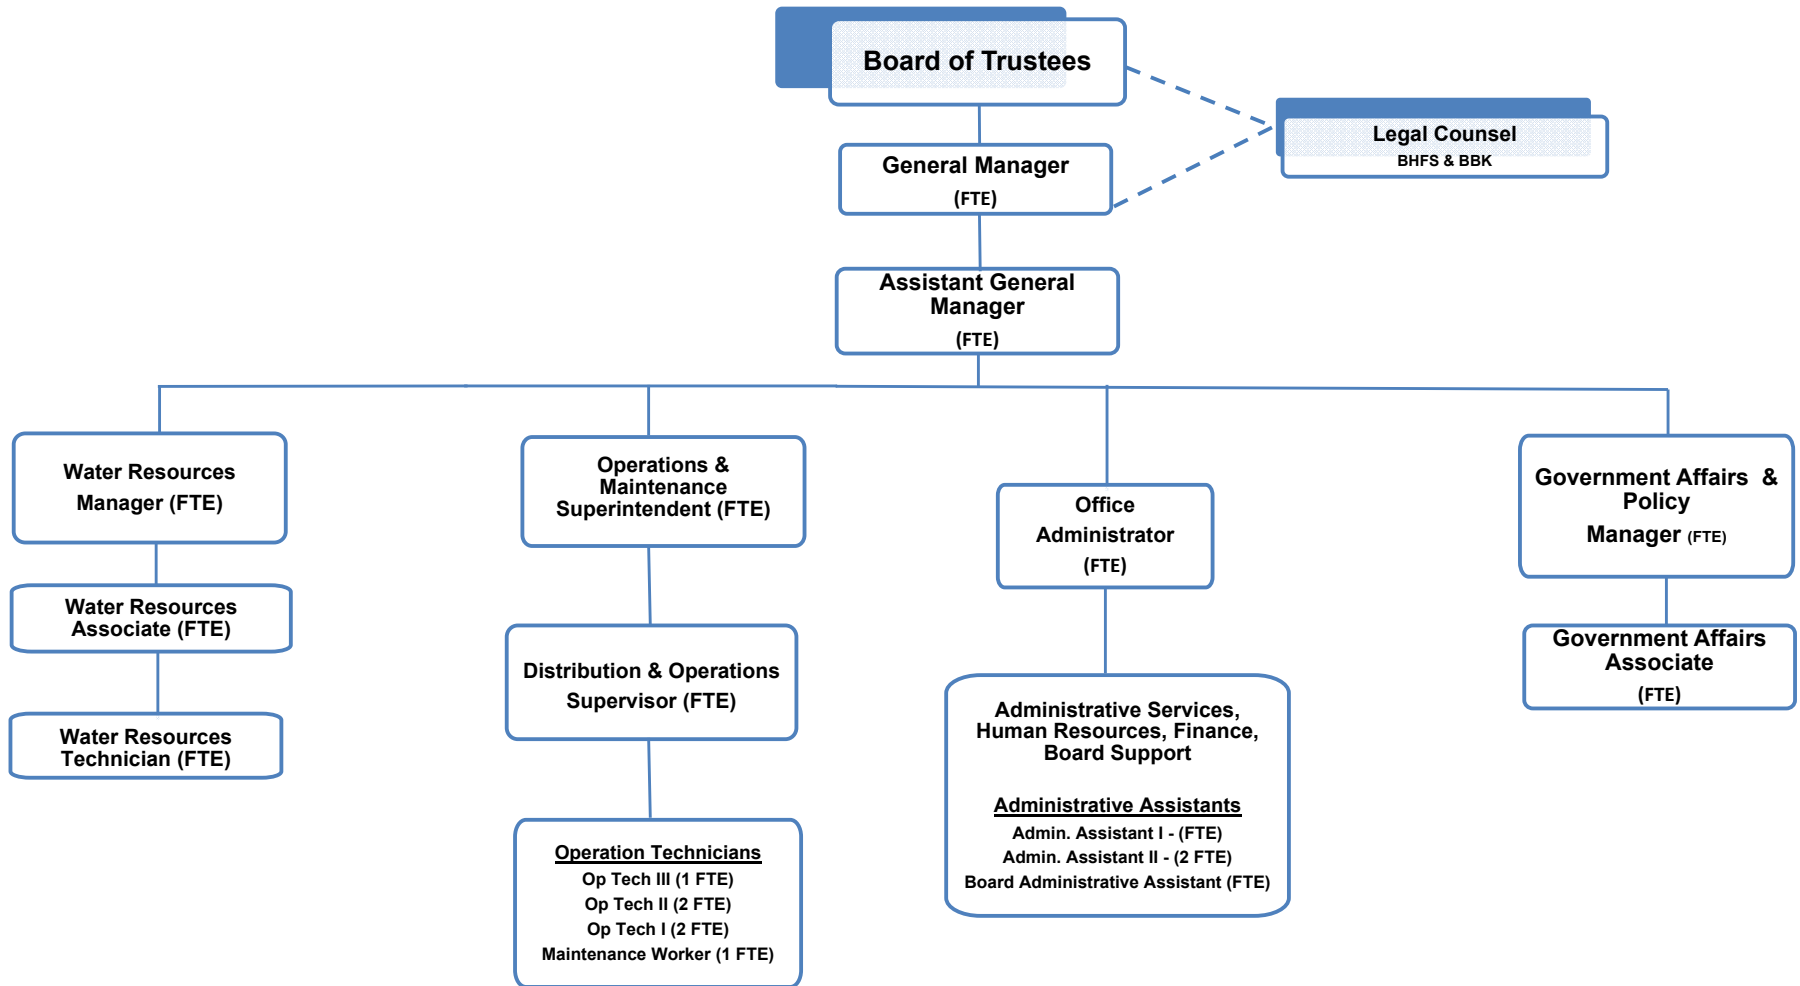 Board of Trustees
Legal Counsel
BHFS & BBK
General Manager
(FTE)
Assistant General
Manager
(FTE)
Water Resources
Manager (FTE)
Water Resources
Associate (FTE)
Water Resources
Technician (FTE)
Operations &
Maintenance
Superintendent (FTE)
Distribution & Operations
Supervisor (FTE)
Operation Technicians
Op Tech III (1 FTE)
Op Tech II (2 FTE)
Op Tech I (2 FTE)
Maintenance Worker (1 FTE)
Office
Administrator
(FTE)
Administrative Services,
Human Resources, Finance,
Board Support
Administrative Assistants
Admin. Assistant I - (FTE)
Admin. Assistant II - (2 FTE)
Board Administrative Assistant (FTE)
Government Affairs &
Policy
Manager (FTE)
Government Affairs
Associate
(FTE)